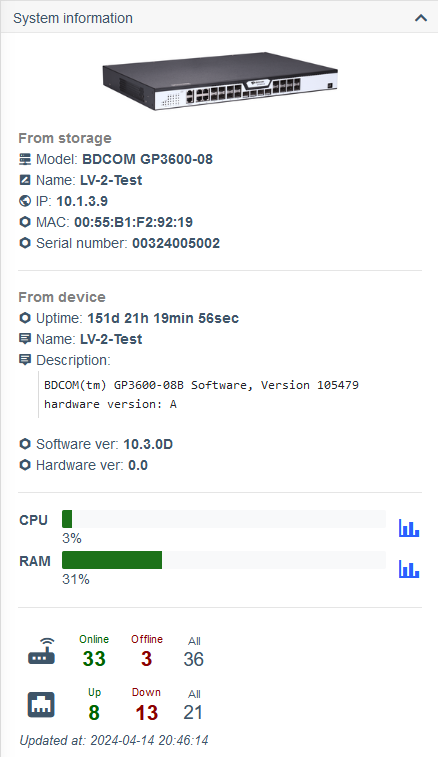 System information
From storage
Model: BDCOM GP3600-08
Name: LV-2-Test
IP: 10.1.3.9
MAC: 00:55:B1:F2:92:19
Serial number: 00324005002
From device
Uptime: 151d 21h 19min 56sec
Name: LV-2-Test
Description:
BDCOM(tm) GP3600-08B Software, Version 105479
hardware version: A
Software ver: 10.3.0D
Hardware ver: 0.0
CPU
3%
RAM
31%
Online Offline All
33 3 36
Up Down All
8 13 21
Updated at: 2024-04-14 20:46:14